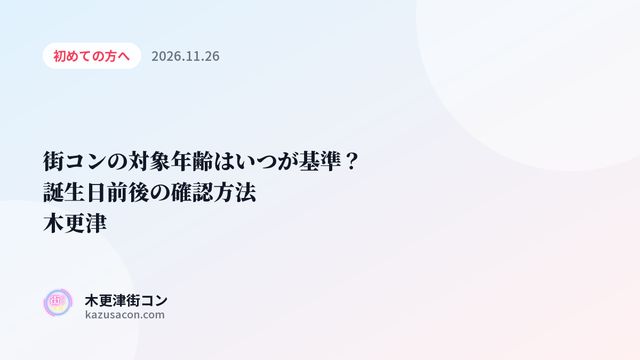 初めての方へ 2026.11.26
街コンの対象年齢はいつが基準？
誕生日前後の確認方法
木更津
街
木更津街コン
kazusacon.com